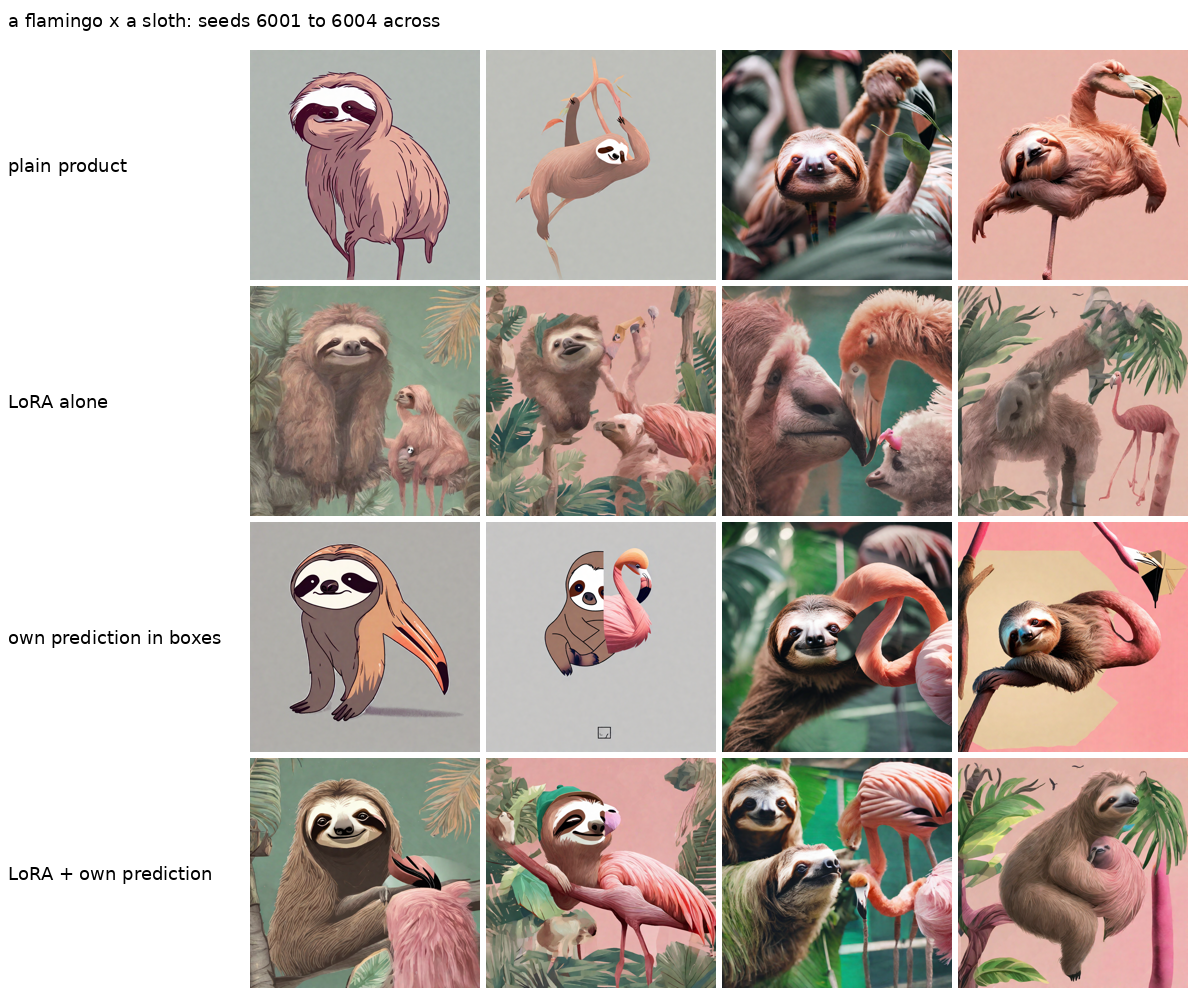 a flamingo x a sloth: seeds 6001 to 6004 across
plain product
LoRA alone
own prediction in boxes
LoRA + own prediction